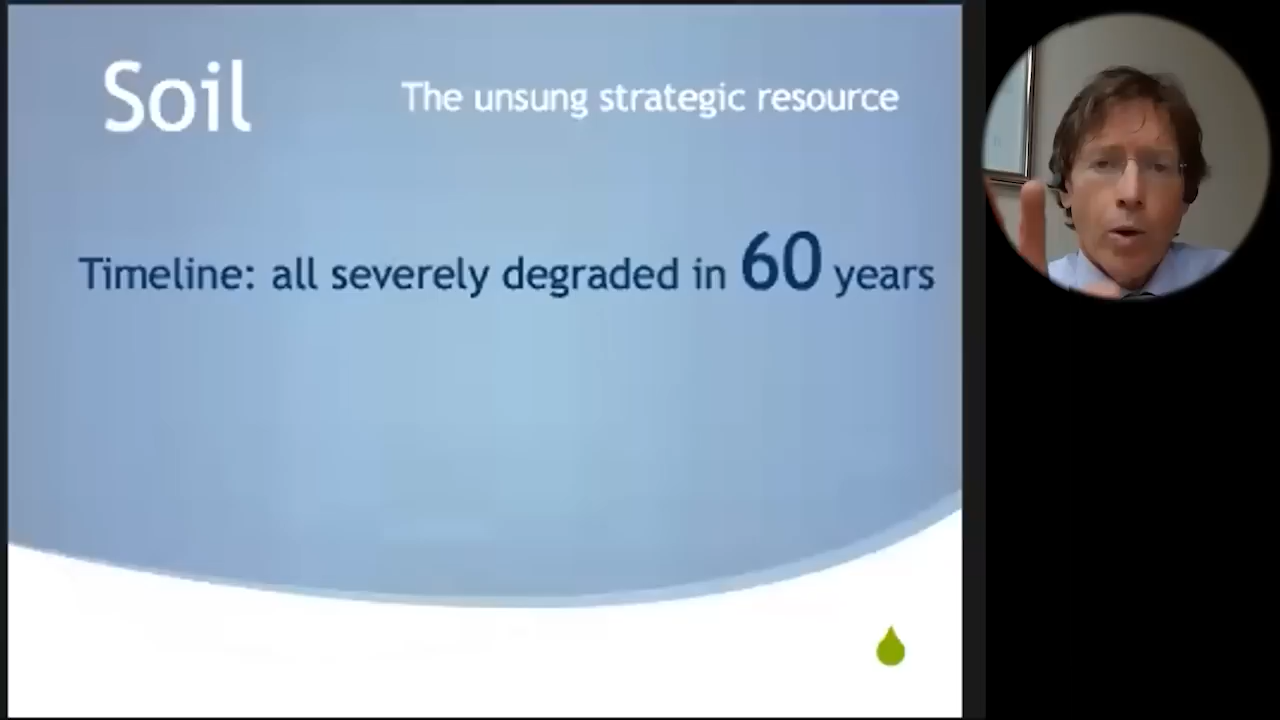 Soil
The unsung strategic resource
Timeline: all severely degraded in 60 years